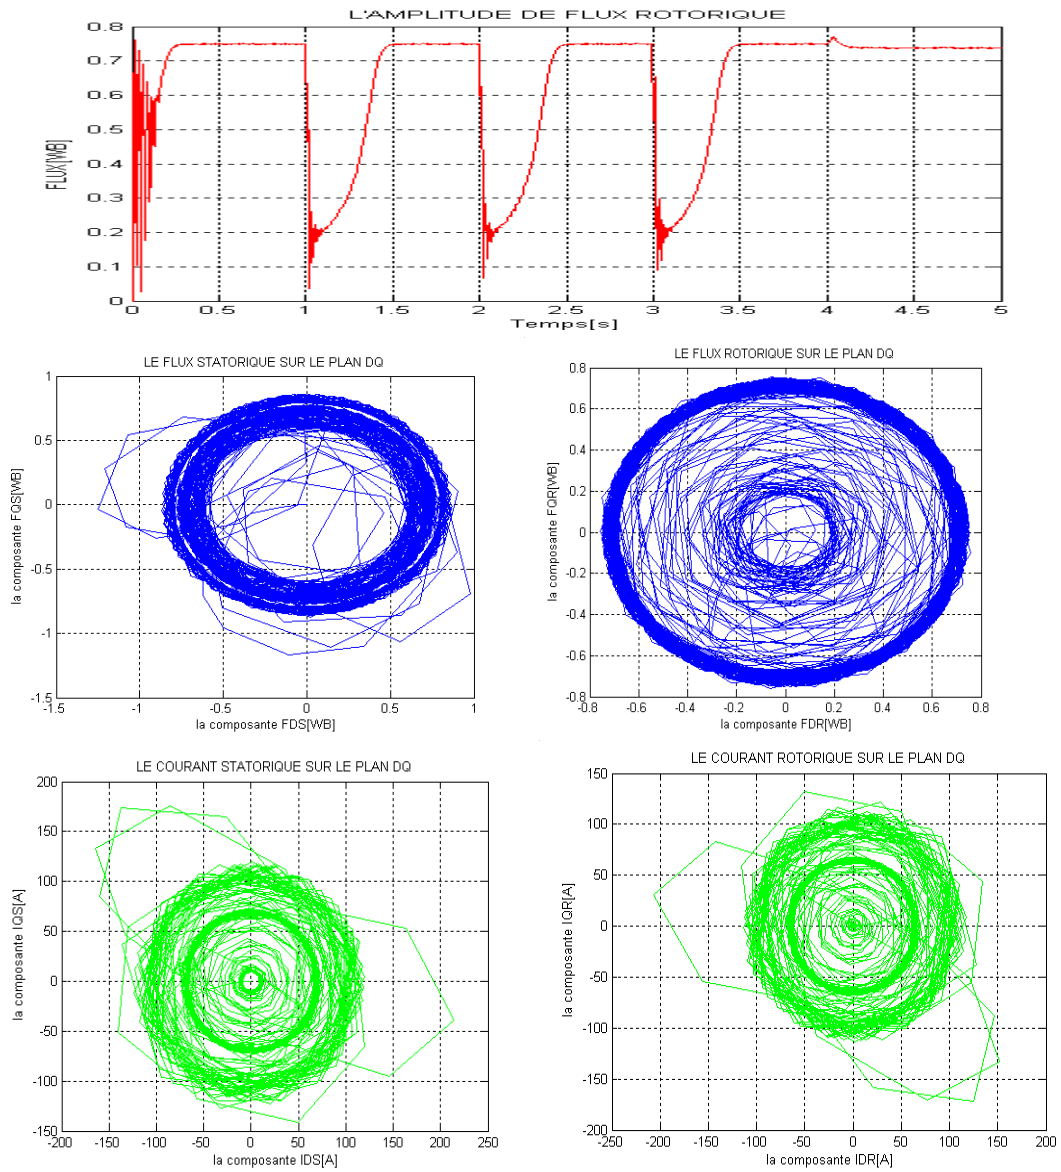 L'AMPLITUDE DE FLUX ROTORIQUE
0.8
0.7
0.6
0.5
0.4
0.3
0.2
0.1
0
FLUX[WB]
0 0.5 1 1.5 2 2.5 3 3.5 4 4.5 5
Temps[s]
LE FLUX STATORIQUE SUR LE PLAN DQ
1
0.5
0
-0.5
-1
-1.5
la composante FQS[WB]
-1.5 -1 -0.5 0 0.5 1
la composante FDS[WB]
LE FLUX ROTORIQUE SUR LE PLAN DQ
0.8
0.6
0.4
0.2
0
-0.2
-0.4
-0.6
-0.8
la composante FQR[WB]
-0.8 -0.6 -0.4 -0.2 0 0.2 0.4 0.6 0.8
la composante FDR[WB]
LE COURANT STATORIQUE SUR LE PLAN DQ
200
150
100
50
0
-50
-100
-150
la composante IQS[A]
-200 -150 -100 -50 0 50 100 150 200 250
la composante IDS[A]
LE COURANT ROTORIQUE SUR LE PLAN DQ
150
100
50
0
-50
-100
-150
-200
la composante IQR[A]
-250 -200 -150 -100 -50 0 50 100 150 200
la composante IDR[A]